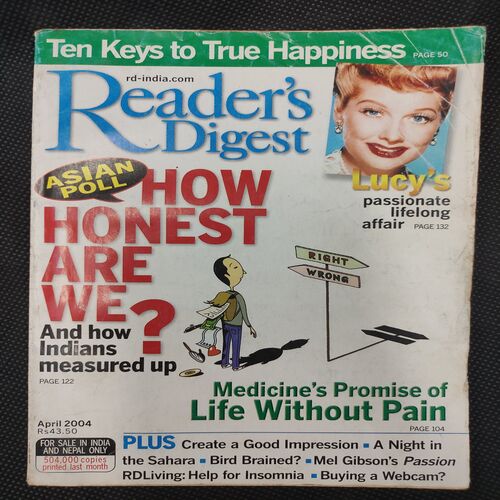 Ten Keys to True Happiness PAGE 50
rd-india.com
Reader's
Digest
Lucy's
passionate
lifelong
affair PAGE 132
ASIAN
POLL
HOW
HONEST
ARE
WE?
And how
Indians
measured up
PAGE 122
RIGHT
WRONG
Medicine's Promise of
Life Without Pain
PAGE 104
April 2004
Rs43.50
FOR SALE IN INDIA
AND NEPAL ONLY
504,000 copies
printed last month
PLUS Create a Good Impression ▪ A Night in
the Sahara ▪ Bird Brained? ▪ Mel Gibson's Passion
RDLiving: Help for Insomnia ▪ Buying a Webcam?